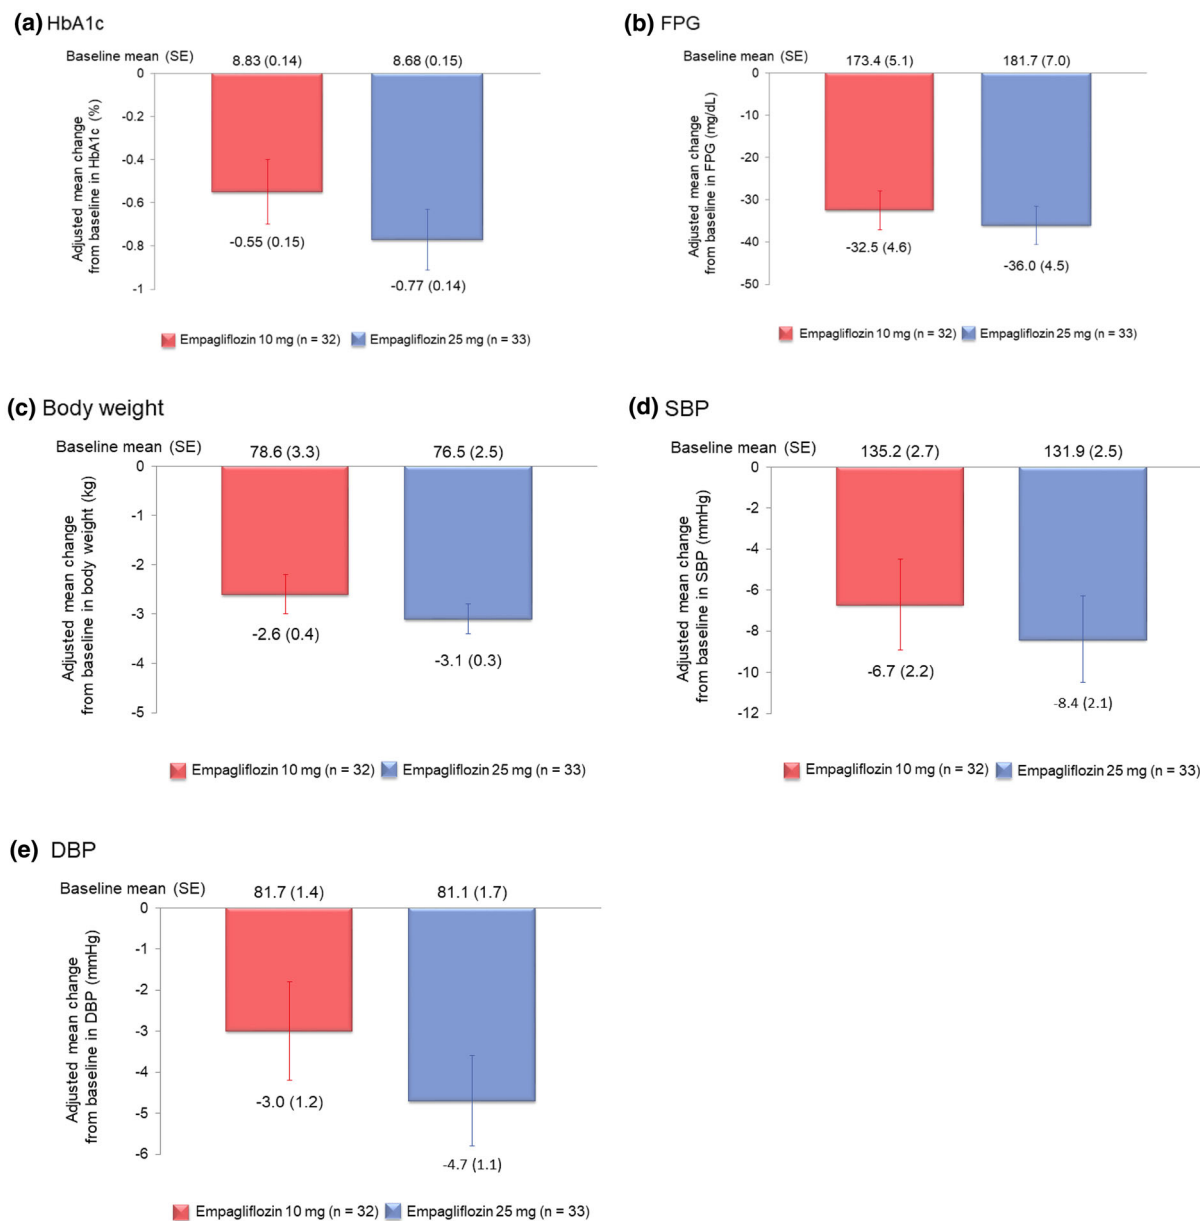 (a) HbA1c
Baseline mean (SE) 8.83 (0.14) 8.68 (0.15)
Adjusted mean change
from baseline in HbA1c (%)
0
-0.2
-0.4
-0.6
-0.8
-1
-0.55 (0.15)
-0.77 (0.14)
Empagliflozin 10 mg (n = 32) Empagliflozin 25 mg (n = 33)
(b) FPG
Baseline mean (SE) 173.4 (5.1) 181.7 (7.0)
Adjusted mean change
from baseline in FPG (mg/dL)
0
-10
-20
-30
-40
-50
-32.5 (4.6)
-36.0 (4.5)
Empagliflozin 10 mg (n = 32) Empagliflozin 25 mg (n = 33)
(c) Body weight
Baseline mean (SE) 78.6 (3.3) 76.5 (2.5)
Adjusted mean change
from baseline in body weight (kg)
0
-1
-2
-3
-4
-5
-2.6 (0.4)
-3.1 (0.3)
Empagliflozin 10 mg (n = 32) Empagliflozin 25 mg (n = 33)
(d) SBP
Baseline mean (SE) 135.2 (2.7) 131.9 (2.5)
Adjusted mean change
from baseline in SBP (mmHg)
0
-2
-4
-6
-8
-10
-12
-6.7 (2.2)
-8.4 (2.1)
Empagliflozin 10 mg (n = 32) Empagliflozin 25 mg (n = 33)
(e) DBP
Baseline mean (SE) 81.7 (1.4) 81.1 (1.7)
Adjusted mean change
from baseline in DBP (mmHg)
0
-1
-2
-3
-4
-5
-6
-3.0 (1.2)
-4.7 (1.1)
Empagliflozin 10 mg (n = 32) Empagliflozin 25 mg (n = 33)